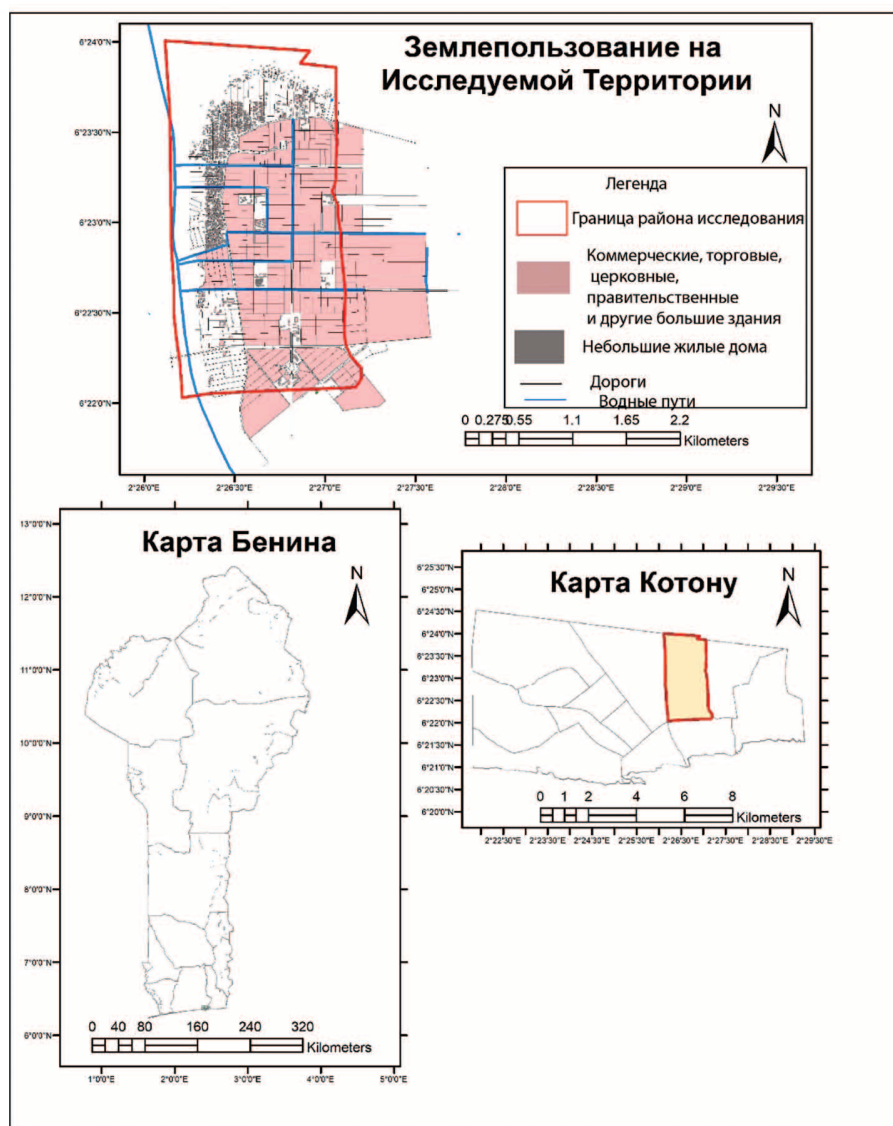 Землепользование на
Исследуемой Территории
N
6°24'0"N
6°23'30"N
6°23'0"N
6°22'30"N
6°22'0"N
Легенда
Граница района исследования
Коммерческие, торговые,
церковные,
правительственные
и другие большие здания
Небольшие жилые дома
Дороги
Водные пути
0 0.275 0.55 1.1 1.65 2.2
Kilometers
2°26'0"E 2°26'30"E 2°27'0"E 2°27'30"E 2°28'0"E 2°28'30"E 2°29'0"E 2°29'30"E
Карта Бенина
N
13°0'0"N
12°0'0"N
11°0'0"N
10°0'0"N
9°0'0"N
8°0'0"N
7°0'0"N
6°0'0"N
0 40 80 160 240 320
Kilometers
1°0'0"E 2°0'0"E 3°0'0"E 4°0'0"E 5°0'0"E
Карта Котону
N
6°25'30"N
6°25'0"N
6°24'30"N
6°24'0"N
6°23'30"N
6°23'0"N
6°22'30"N
6°22'0"N
6°21'30"N
6°21'0"N
6°20'30"N
6°20'0"N
0 1 2 4 6 8
Kilometers
2°22'30"E 2°23'30"E 2°24'30"E 2°25'30"E 2°26'30"E 2°27'30"E 2°28'30"E 2°29'30"E